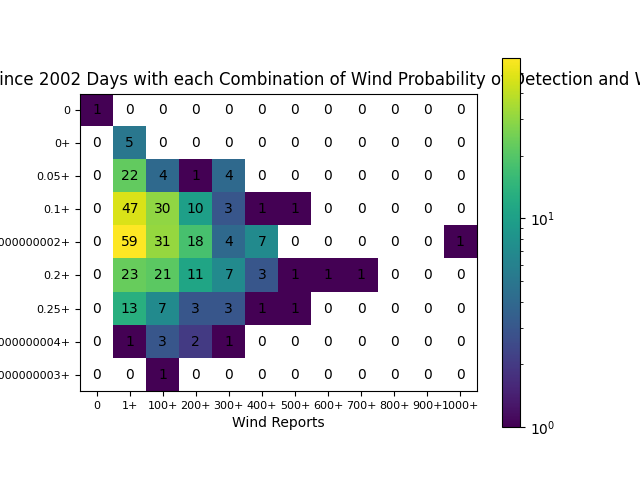 ince 2002 Days with each Combination of Wind Probability of Detection and W
0 1 0 0 0 0 0 0 0 0 0 0 0
0+ 0 5 0 0 0 0 0 0 0 0 0 0
0.05+ 0 22 4 1 4 0 0 0 0 0 0 0
0.1+ 0 47 30 10 3 1 1 0 0 0 0 0
000000002+ 0 59 31 18 4 7 0 0 0 0 0 1
0.2+ 0 23 21 11 7 3 1 1 1 0 0 0
0.25+ 0 13 7 3 3 1 1 0 0 0 0 0
000000004+ 0 1 3 2 1 0 0 0 0 0 0 0
000000003+ 0 0 1 0 0 0 0 0 0 0 0 0
0 1+ 100+ 200+ 300+ 400+ 500+ 600+ 700+ 800+ 900+ 1000+
Wind Reports
10¹
10⁰